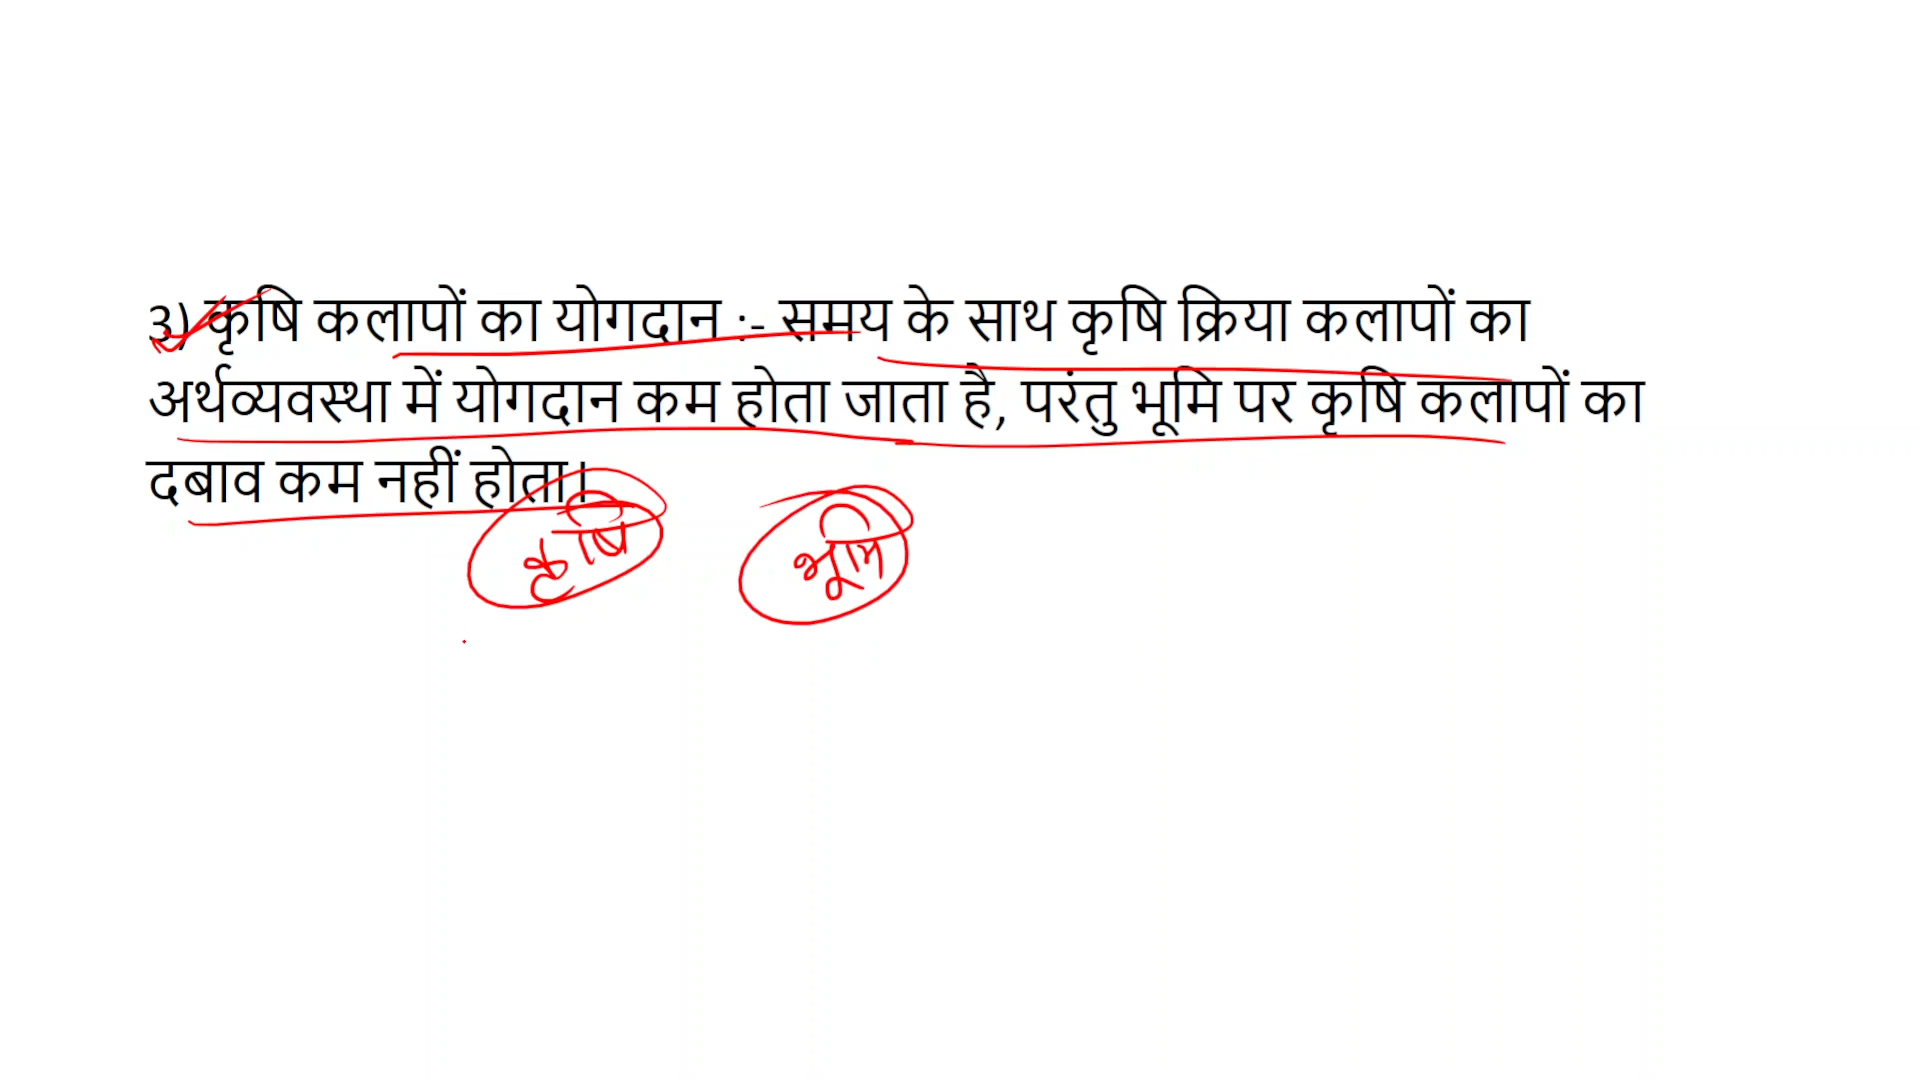 3) कृषि कलापों का योगदान :- समय के साथ कृषि क्रिया कलापों का
अर्थव्यवस्था में योगदान कम होता जाता है, परंतु भूमि पर कृषि कलापों का
दबाव कम नहीं होता।
कृषि भूमि